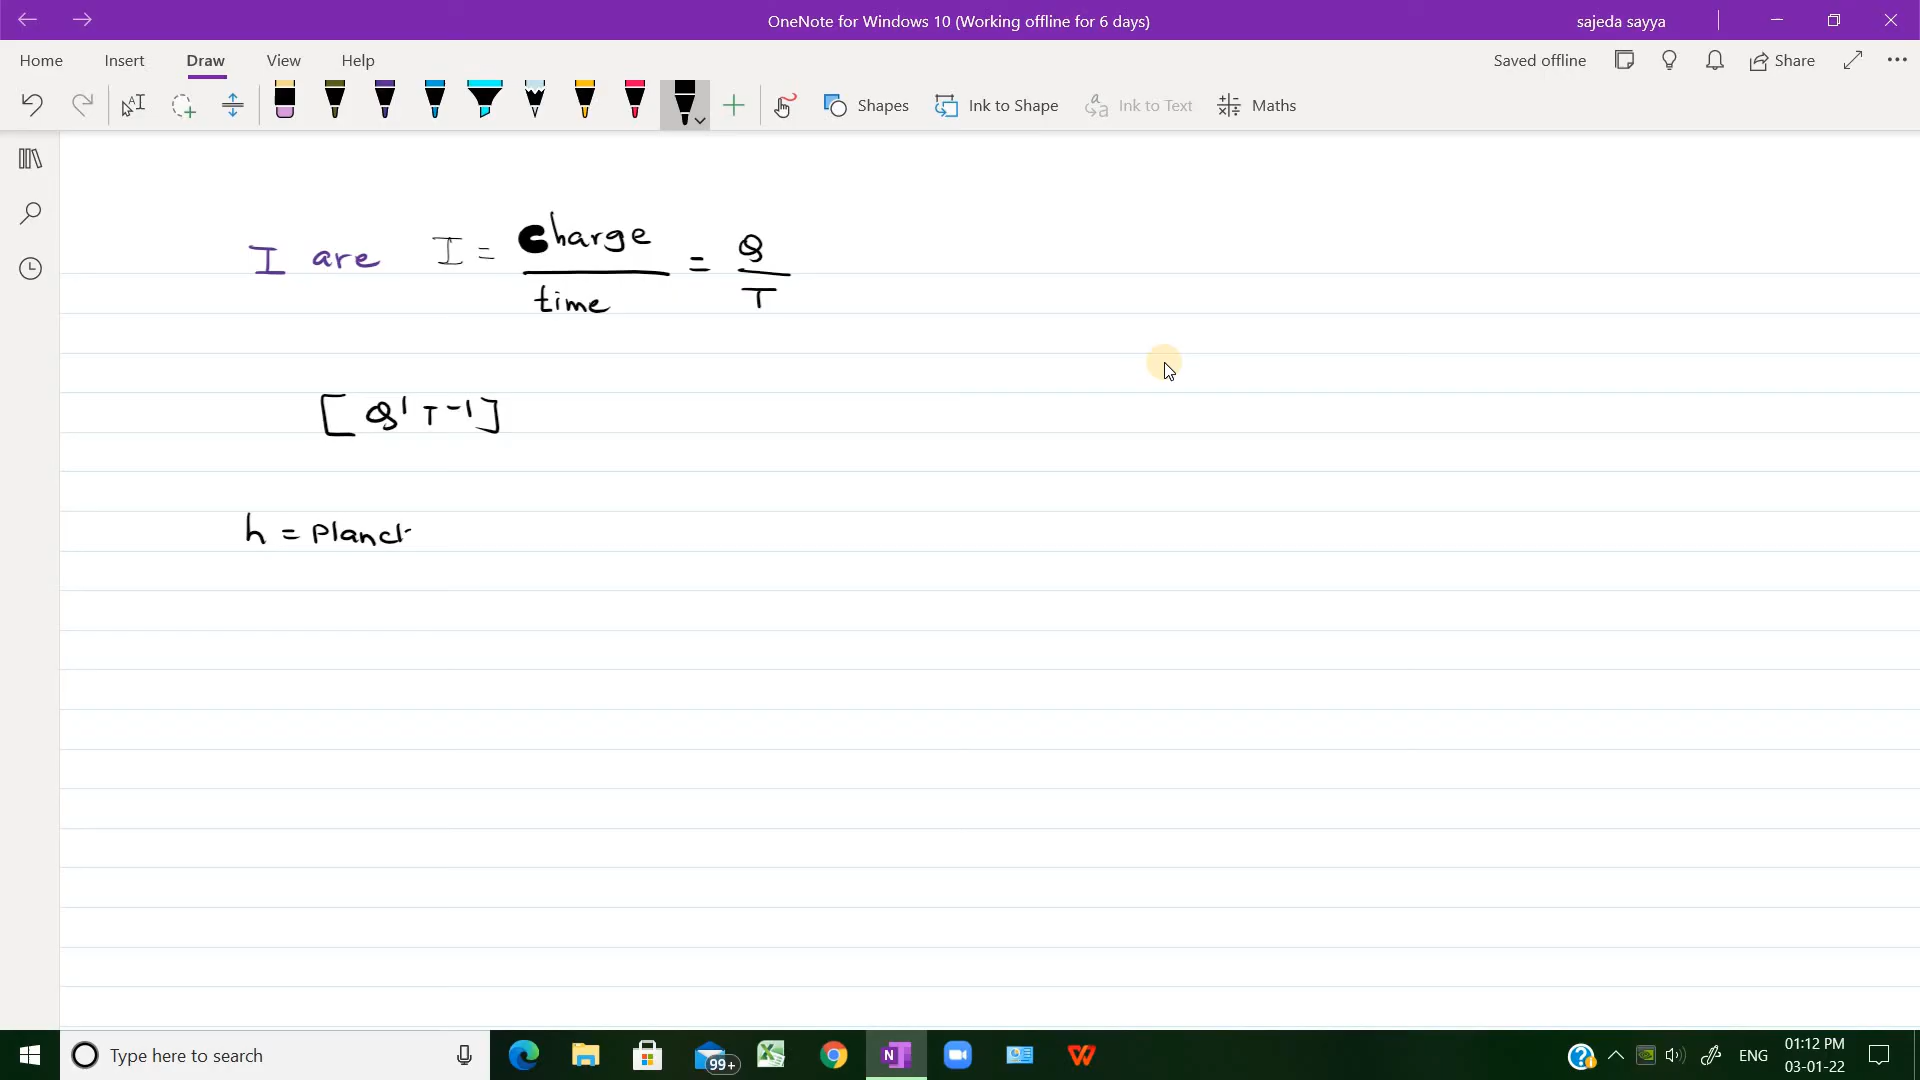 OneNote for Windows 10 (Working offline for 6 days)
sajeda sayya
Home Insert Draw View Help
Saved offline Share
Shapes Ink to Shape Ink to Text Maths
I are I = charge / time = Q / T
[ Q¹ T⁻¹ ]
h = Planck
Type here to search
99+
ENG
01:12 PM
03-01-22